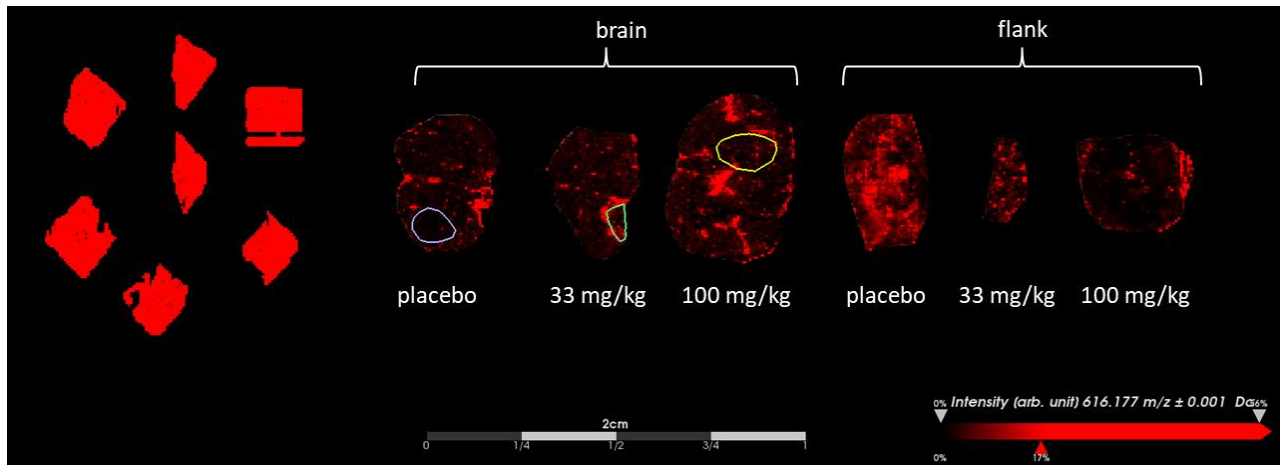 brain
flank
placebo
33 mg/kg
100 mg/kg
placebo
33 mg/kg
100 mg/kg
0% Intensity (arb. unit) 616.177 m/z ± 0.001
2cm
0 1/4 1/2 3/4 1
17%
0%